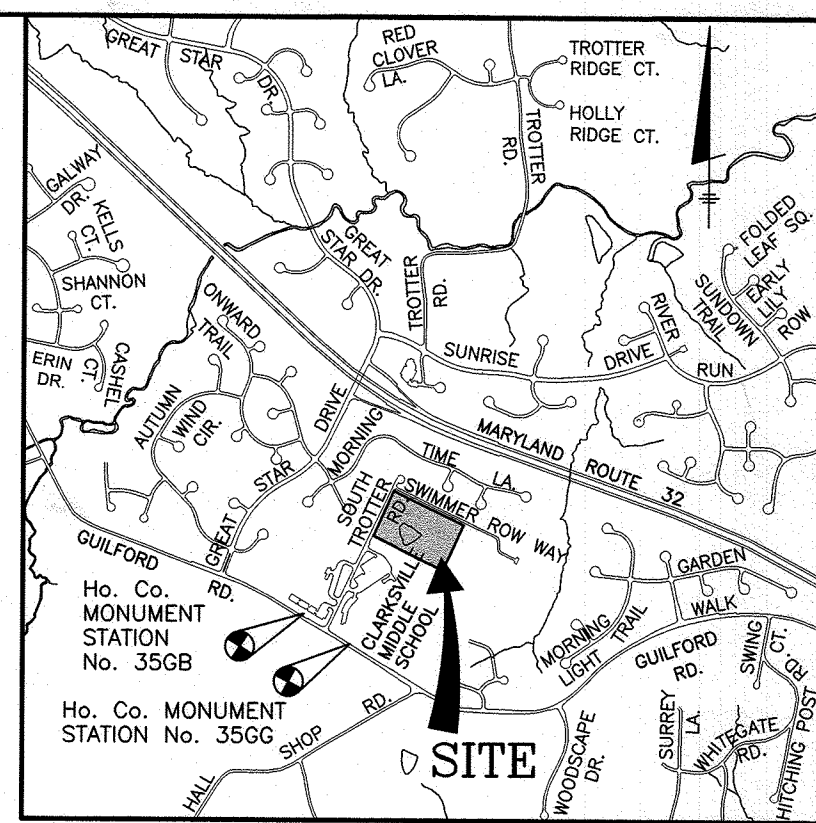 GREAT STAR DR.
RED
CLOVER
LA.
TROTTER
RIDGE CT.
HOLLY
RIDGE CT.
TROTTER
RD.
GALWAY
DR.
KELLS
CT.
SHANNON
CT.
ERIN
DR.
CASHEL
CT.
ONWARD
TRAIL
GREAT
STAR DR.
TROTTER
RD.
FOLDED
LEAF SQ.
EARLY
LILY
ROW
SUNDOWN
TRAIL
RIVER
RUN
SUNRISE
DRIVE
AUTUMN
WIND
CIR.
GREAT STAR DRIVE
MORNING
TIME
LA.
MARYLAND
ROUTE 32
SOUTH
TROTTER
RD.
SWIMMER ROW WAY
GUILFORD
RD.
CLARKSVILLE
MIDDLE
SCHOOL
Ho. Co.
MONUMENT
STATION
No. 35GB
Ho. Co. MONUMENT
STATION No. 35GG
GARDEN
WALK
MORNING
LIGHT TRAIL
GUILFORD
RD.
SWING
CT.
HALL
SHOP
RD.
SITE
WOODSCAPE
DR.
SURREY
LA.
WHITEGATE
RD.
HITCHING POST
RD.